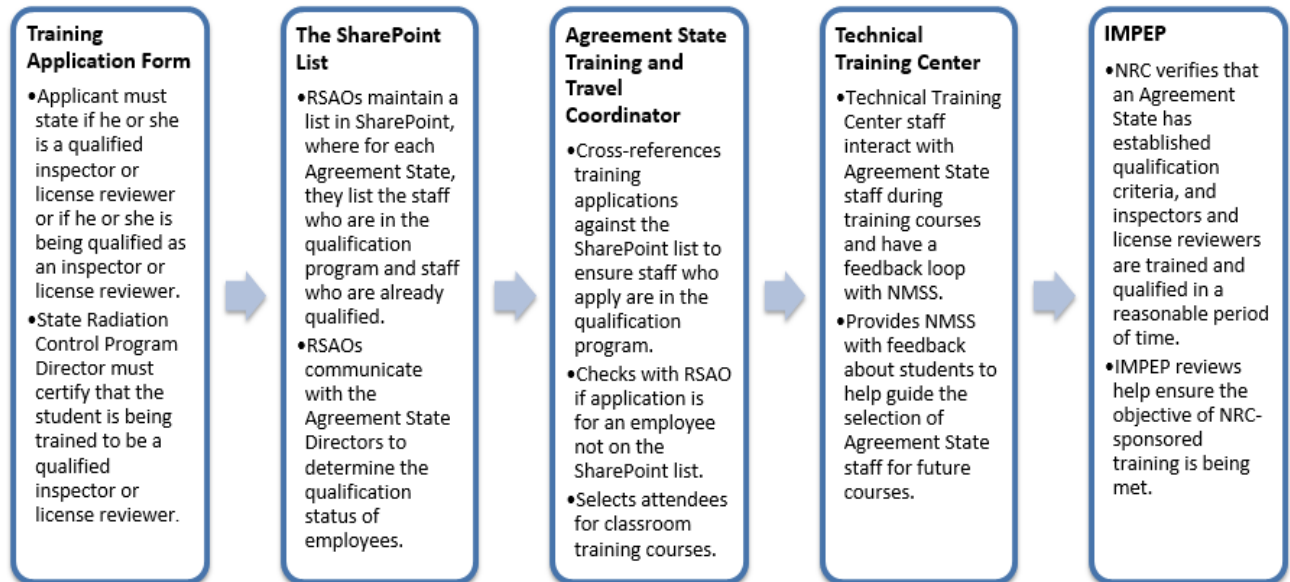 Training
Application Form
•Applicant must
state if he or she
is a qualified
inspector or
license reviewer
or if he or she is
being qualified as
an inspector or
license reviewer.
•State Radiation
Control Program
Director must
certify that the
student is being
trained to be a
qualified
inspector or
license reviewer.
The SharePoint
List
•RSAOs maintain a
list in SharePoint,
where for each
Agreement State,
they list the staff
who are in the
qualification
program and staff
who are already
qualified.
•RSAOs
communicate
with the
Agreement State
Directors to
determine the
qualification
status of
employees.
Agreement State
Training and
Travel
Coordinator
•Cross-references
training
applications
against the
SharePoint list to
ensure staff who
apply are in the
qualification
program.
•Checks with RSAO
if application is
for an employee
not on the
SharePoint list.
•Selects attendees
for classroom
training courses.
Technical
Training Center
•Technical Training
Center staff
interact with
Agreement State
staff during
training courses
and have a
feedback loop
with NMSS.
•Provides NMSS
with feedback
about students to
help guide the
selection of
Agreement State
staff for future
courses.
IMPEP
•NRC verifies that
an Agreement
State has
established
qualification
criteria, and
inspectors and
license reviewers
are trained and
qualified in a
reasonable period
of time.
•IMPEP reviews
help ensure the
objective of NRC-
sponsored
training is being
met.